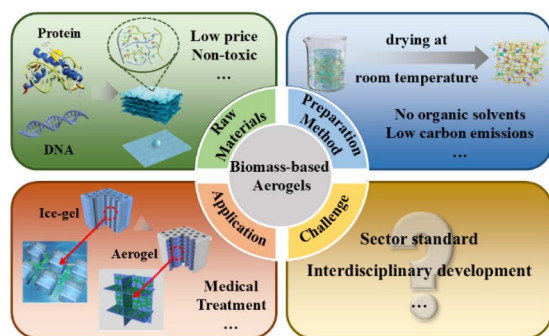 Protein
DNA
Low price
Non-toxic
...
drying at
room temperature
No organic solvents
Low carbon emissions
...
Raw
Materials
Preparation
Method
Biomass-based
Aerogels
Application
Challenge
Ice-gel
Aerogel
Medical
Treatment
...
Sector standard
Interdisciplinary development
...
?